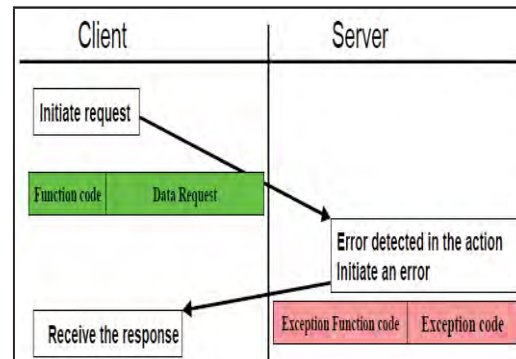 Client
Server
Initiate request
Function code
Data Request
Error detected in the action
Initiate an error
Receive the response
Exception Function code
Exception code